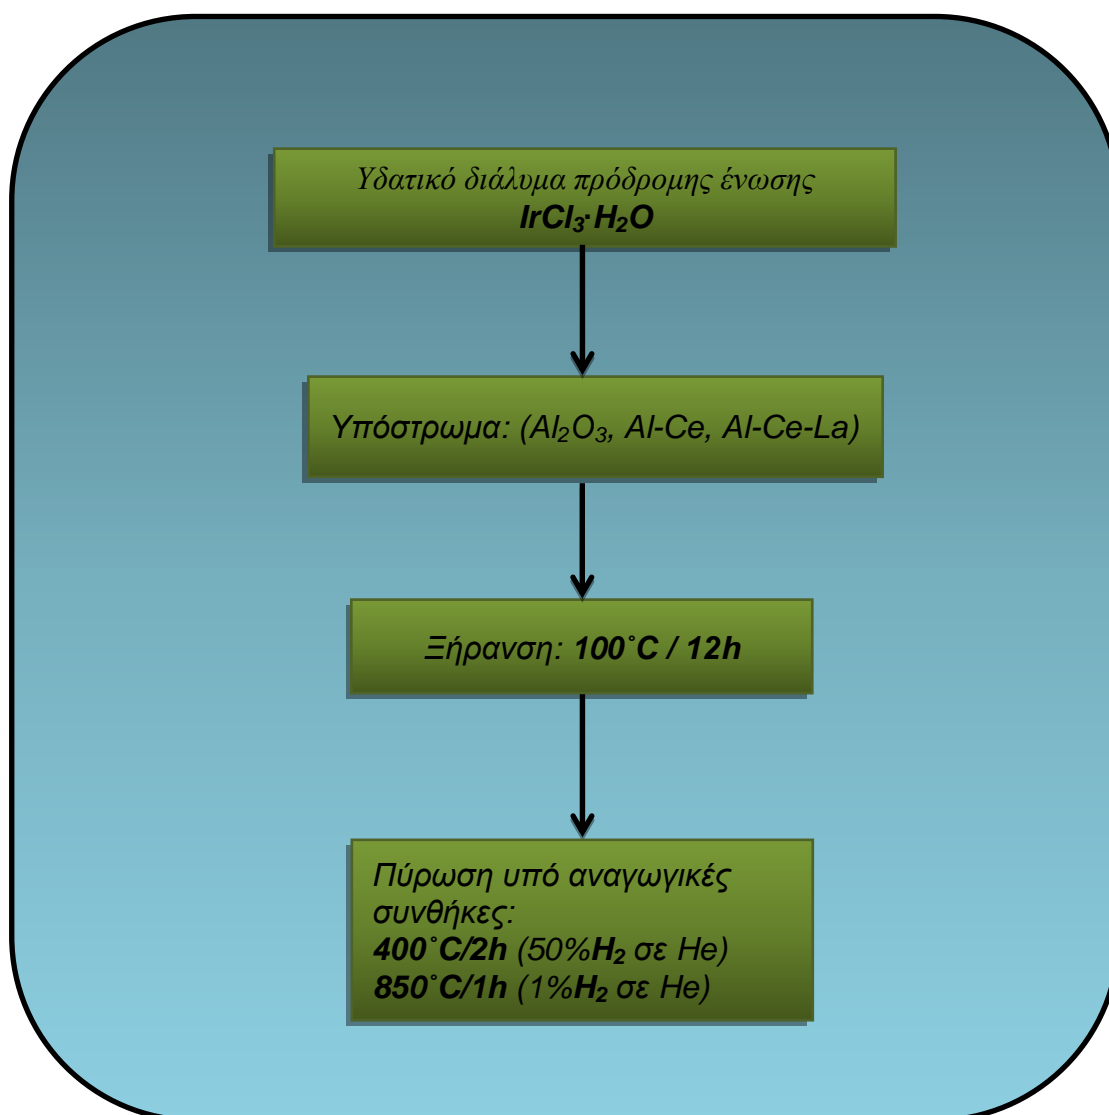 Υδατικό διάλυμα πρόδρομης ένωσης
IrCl₃·H₂O
Υπόστρωμα: (Al₂O₃, Al-Ce, Al-Ce-La)
Ξήρανση: 100˚C / 12h
Πύρωση υπό αναγωγικές
συνθήκες:
400˚C/2h (50%H₂ σε He)
850˚C/1h (1%H₂ σε He)